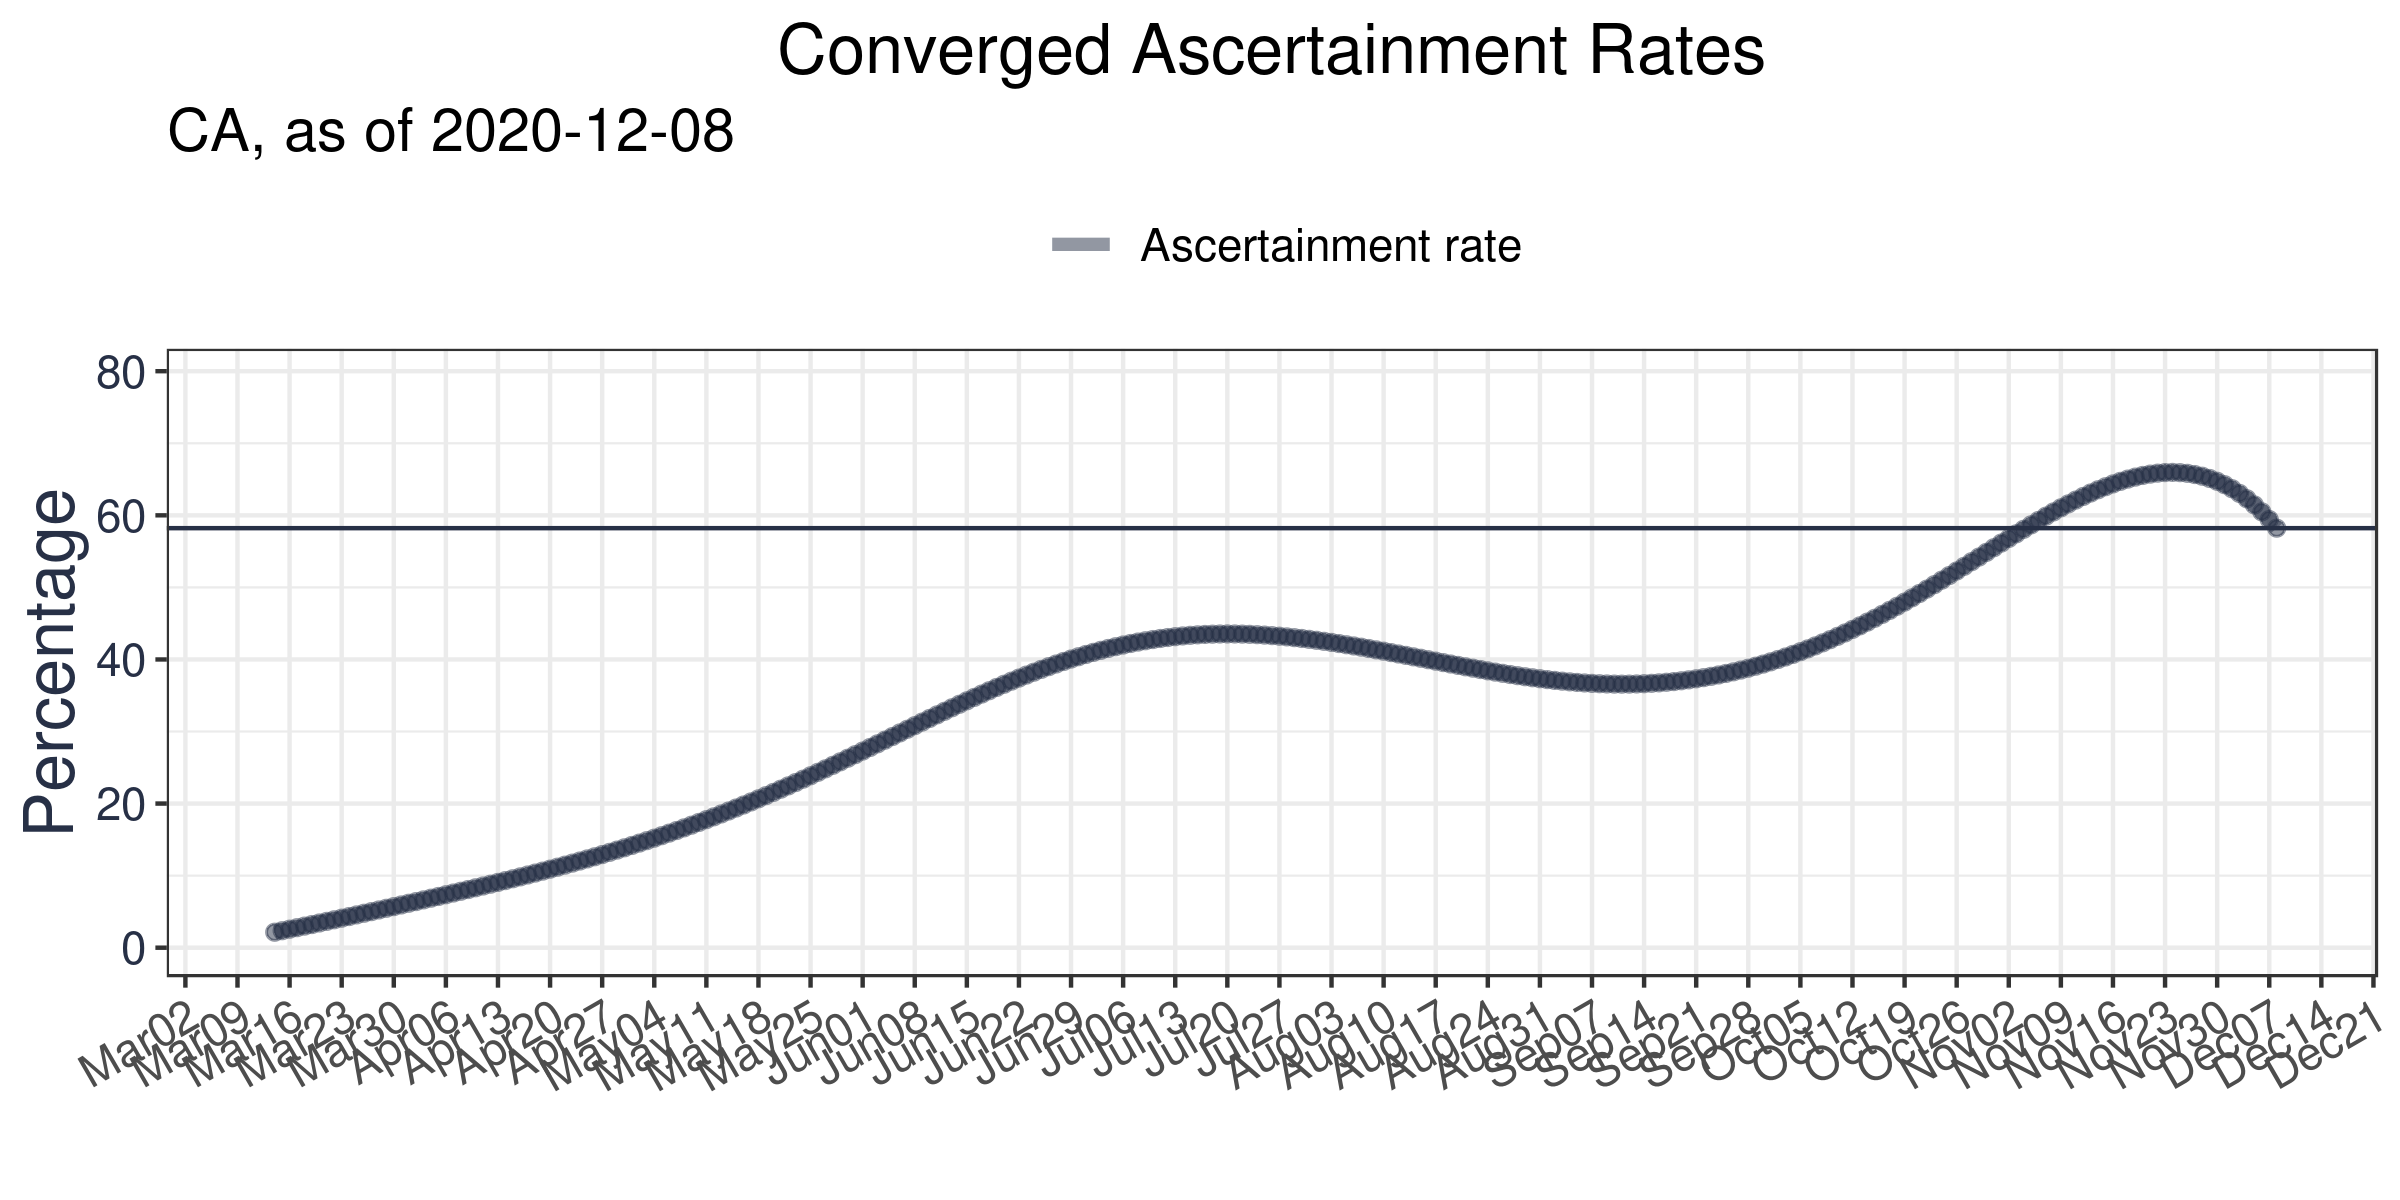 Converged Ascertainment Rates
CA, as of 2020-12-08
Ascertainment rate
Percentage
80
60
40
20
0
Mar02
Mar09
Mar16
Mar23
Mar30
Apr06
Apr13
Apr20
Apr27
May04
May11
May18
May25
Jun01
Jun08
Jun15
Jun22
Jun29
Jul06
Jul13
Jul20
Jul27
Aug03
Aug10
Aug17
Aug24
Aug31
Sep07
Sep14
Sep21
Sep28
Oct05
Oct12
Oct19
Oct26
Nov02
Nov09
Nov16
Nov23
Nov30
Dec07
Dec14
Dec21